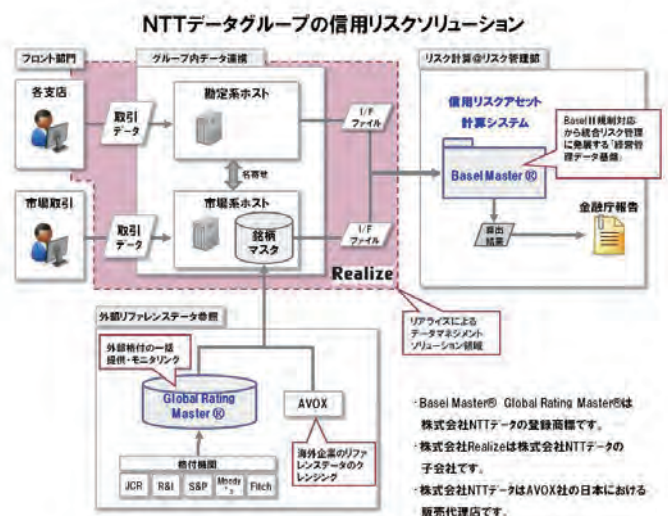 NTTデータグループの信用リスクソリューション
フロント部門
グループ内データ連携
リスク計算@リスク管理部
各支店
取引
データ
勘定系ホスト
I/F
ファイル
信用リスクアセット
計算システム
BaselⅡ規制対応
から統合リスク管理
に発展する「経営管
理データ基盤」
Basel Master ®
名寄せ
市場取引
取引
データ
市場系ホスト
銘柄
マスタ
I/F
ファイル
算出
結果
金融庁報告
Realize
外部リファレンスデータ参照
リアライズによる
データマネジメント
ソリューション領域
外部格付の一括
提供・モニタリング
Global Rating
Master ®
AVOX
海外企業のリファ
レンスデータのク
レンジング
格付機関
JCR
R&I
S&P
Moody
's
Fitch
・Basel Master® Global Rating Master®は
株式会社NTTデータの登録商標です。
・株式会社Realizeは株式会社NTTデータの
子会社です。
・株式会社NTTデータはAVOX社の日本における
販売代理店です。